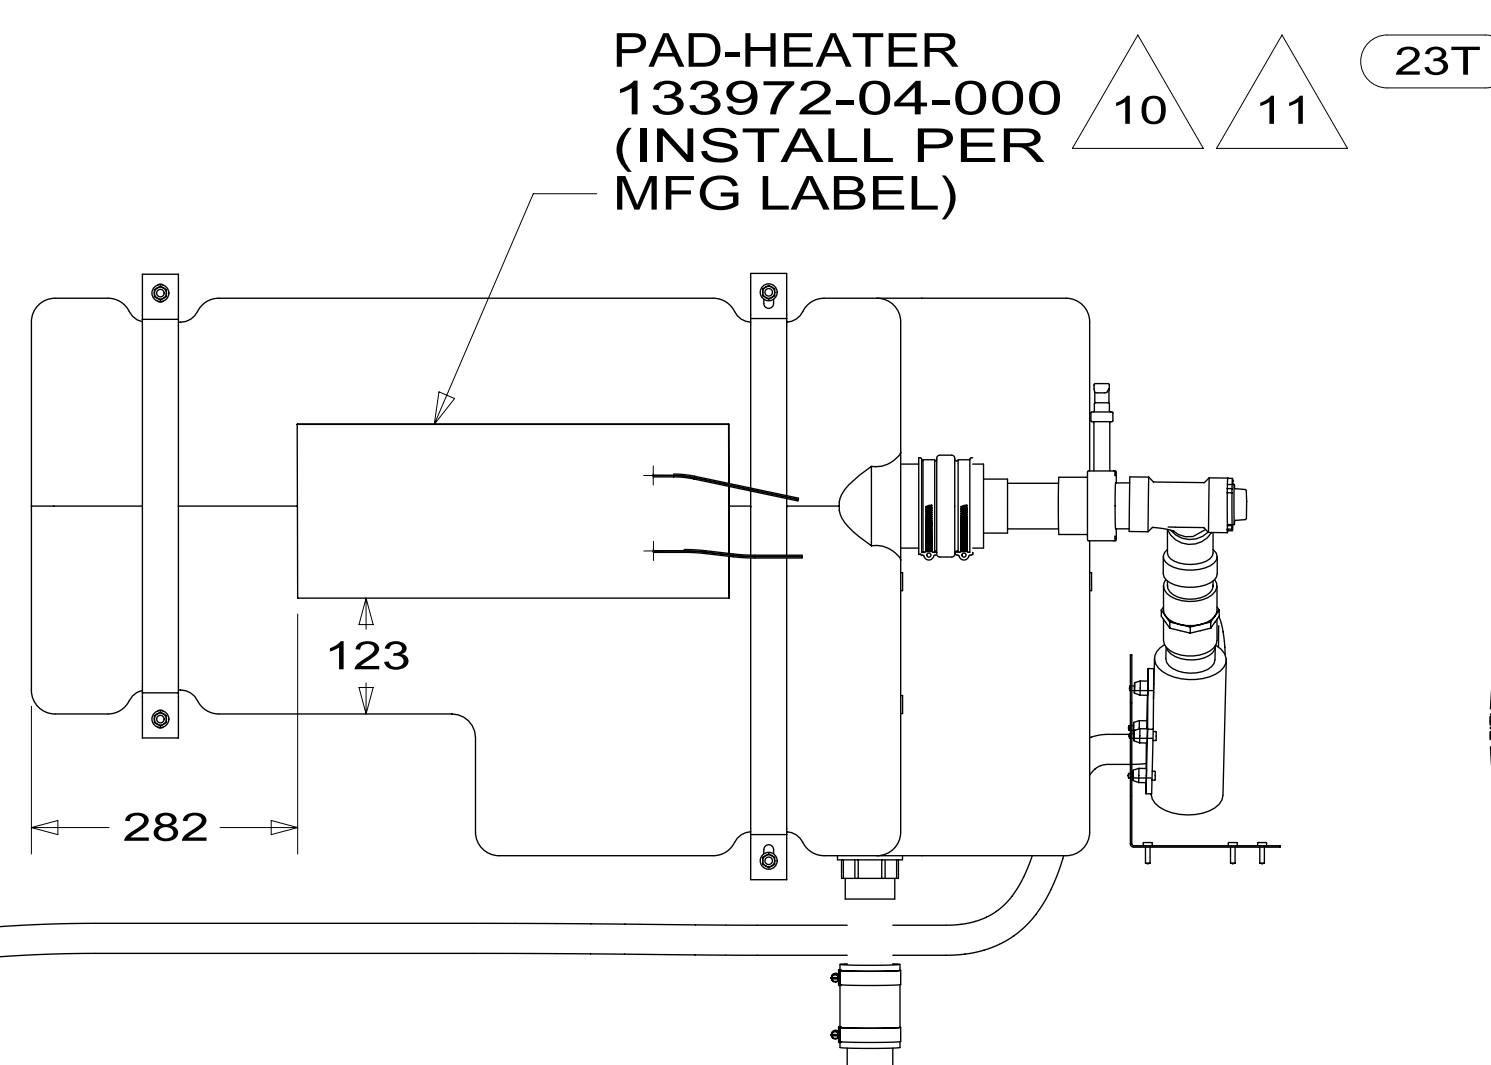 PAD-HEATER
133972-04-000
(INSTALL PER
MFG LABEL)
10
11
23T
123
282